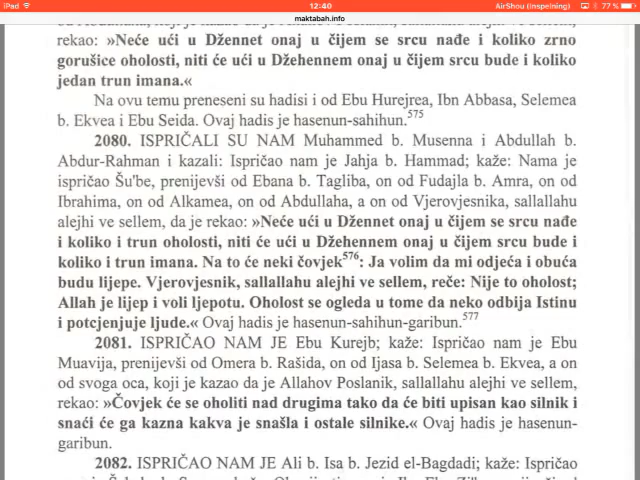 iPad
12:40
AirShou (Inspelning)
77 %
maktabah.info
rekao: »Neće ući u Džennet onaj u čijem se srcu nađe i koliko zrno
gorušice oholosti, niti će ući u Džehennem onaj u čijem srcu bude i koliko
jedan trun imana.«
Na ovu temu preneseni su hadisi i od Ebu Hurejrea, Ibn Abbasa, Selemea
b. Ekvea i Ebu Seida. Ovaj hadis je hasenun-sahihun.575
2080. ISPRIČALI SU NAM Muhammed b. Musenna i Abdullah b.
Abdur-Rahman i kazali: Ispričao nam je Jahja b. Hammad; kaže: Nama je
ispričao Šu'be, prenijevši od Ebana b. Tagliba, on od Fudajla b. Amra, on od
Ibrahima, on od Alkamea, on od Abdullaha, a on od Vjerovjesnika, sallallahu
alejhi ve sellem, da je rekao: »Neće ući u Džennet onaj u čijem se srcu nađe
i koliko i trun oholosti, niti će ući u Džehennem onaj u čijem srcu bude i
koliko i trun imana. Na to će neki čovjek576: Ja volim da mi odjeća i obuća
budu lijepe. Vjerovjesnik, sallallahu alejhi ve sellem, reče: Nije to oholost;
Allah je lijep i voli ljepotu. Oholost se ogleda u tome da neko odbija Istinu
i potcjenjuje ljude.« Ovaj hadis je hasenun-sahihun-garibun.577
2081. ISPRIČAO NAM JE Ebu Kurejb; kaže: Ispričao nam je Ebu
Muavija, prenijevši od Omera b. Rašida, on od Ijasa b. Selemea b. Ekvea, a on
od svoga oca, koji je kazao da je Allahov Poslanik, sallallahu alejhi ve sellem,
rekao: »Čovjek će se oholiti nad drugima tako da će biti upisan kao silnik i
snaći će ga kazna kakva je snašla i ostale silnike.« Ovaj hadis je hasenun-
garibun.
2082. ISPRIČAO NAM JE Ali b. Isa b. Jezid el-Bagdadi; kaže: Ispričao